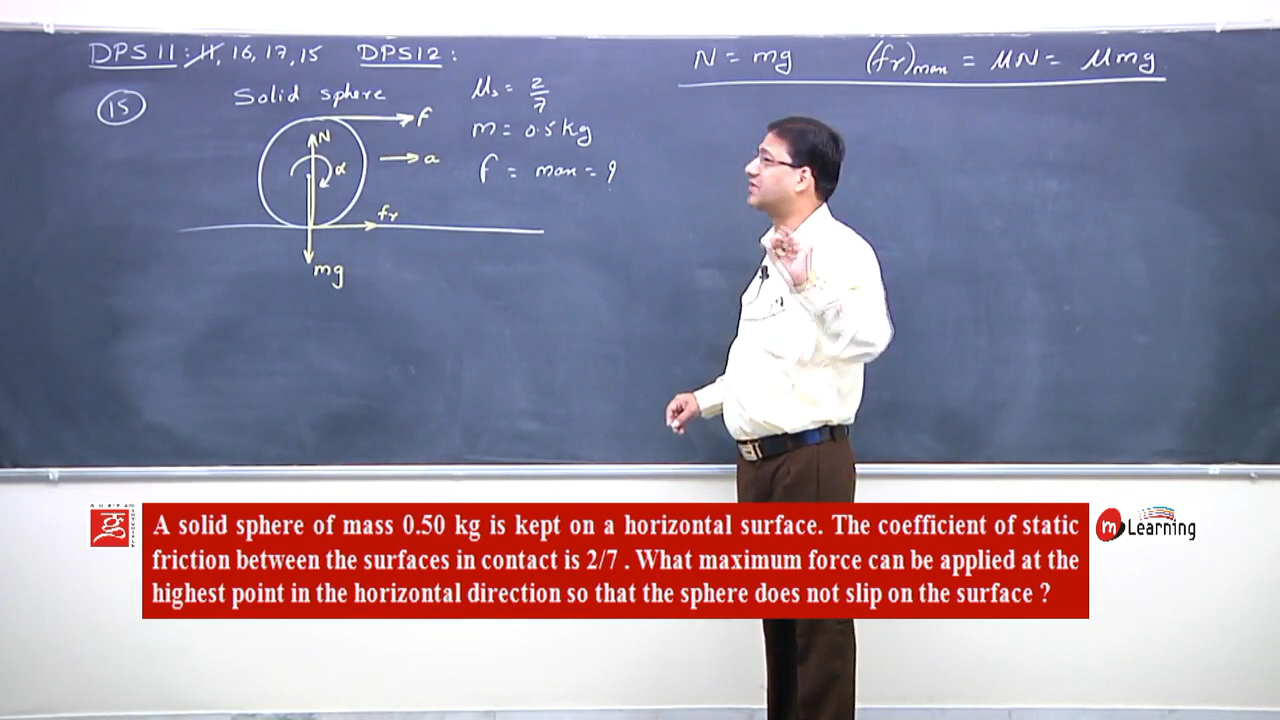 DPS 11 : 11, 16, 17, 15 DPS 12 :
N = mg (fr)max = μN = μmg
15 Solid sphere μs = 2/7
f
m = 0.5 kg
N
α
a
f = max = ?
fr
mg
A solid sphere of mass 0.50 kg is kept on a horizontal surface. The coefficient of static
friction between the surfaces in contact is 2/7 . What maximum force can be applied at the
highest point in the horizontal direction so that the sphere does not slip on the surface ?
m Learning